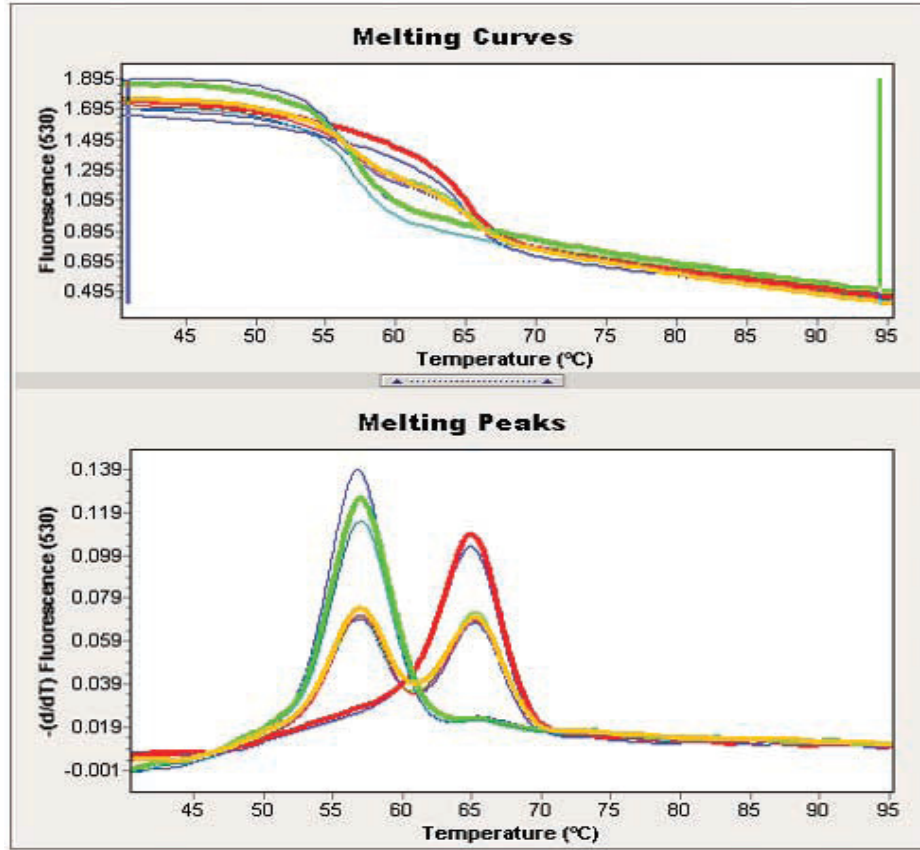 Melting Curves
Fluorescence (530)
1.895
1.695
1.495
1.295
1.095
0.895
0.695
0.495
45 50 55 60 65 70 75 80 85 90 95
Temperature (ºC)
Melting Peaks
-(d/dT) Fluorescence (530)
0.139
0.119
0.099
0.079
0.059
0.039
0.019
-0.001
45 50 55 60 65 70 75 80 85 90 95
Temperature (ºC)